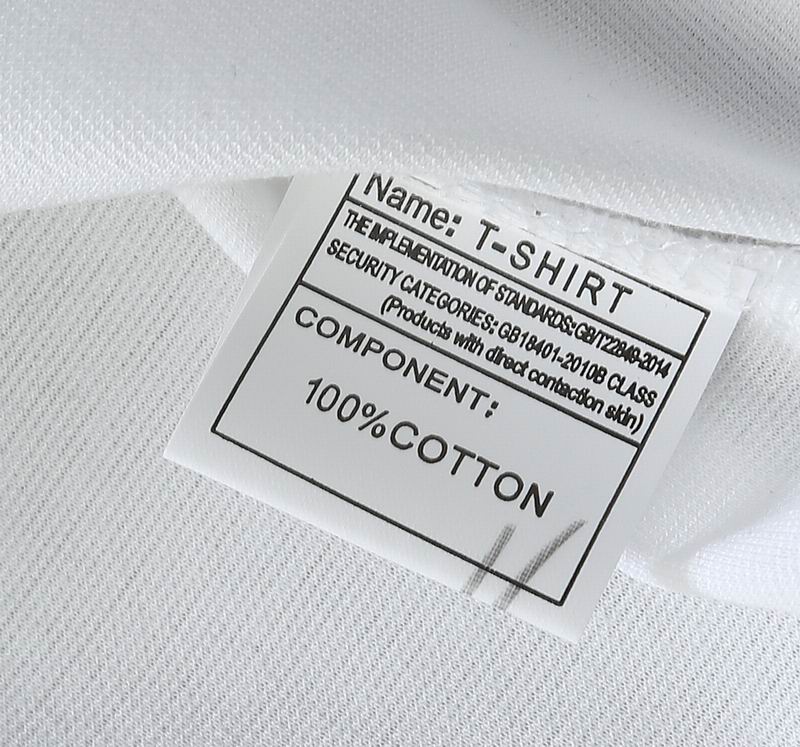 Name: T-SHIRT
THE IMPLEMENTATION OF STANDARDS:GB/T22849-2014
SECURITY CATEGORIES: GB18401-2010B CLASS
(Products with direct contaction skin)
COMPONENT:
100%COTTON